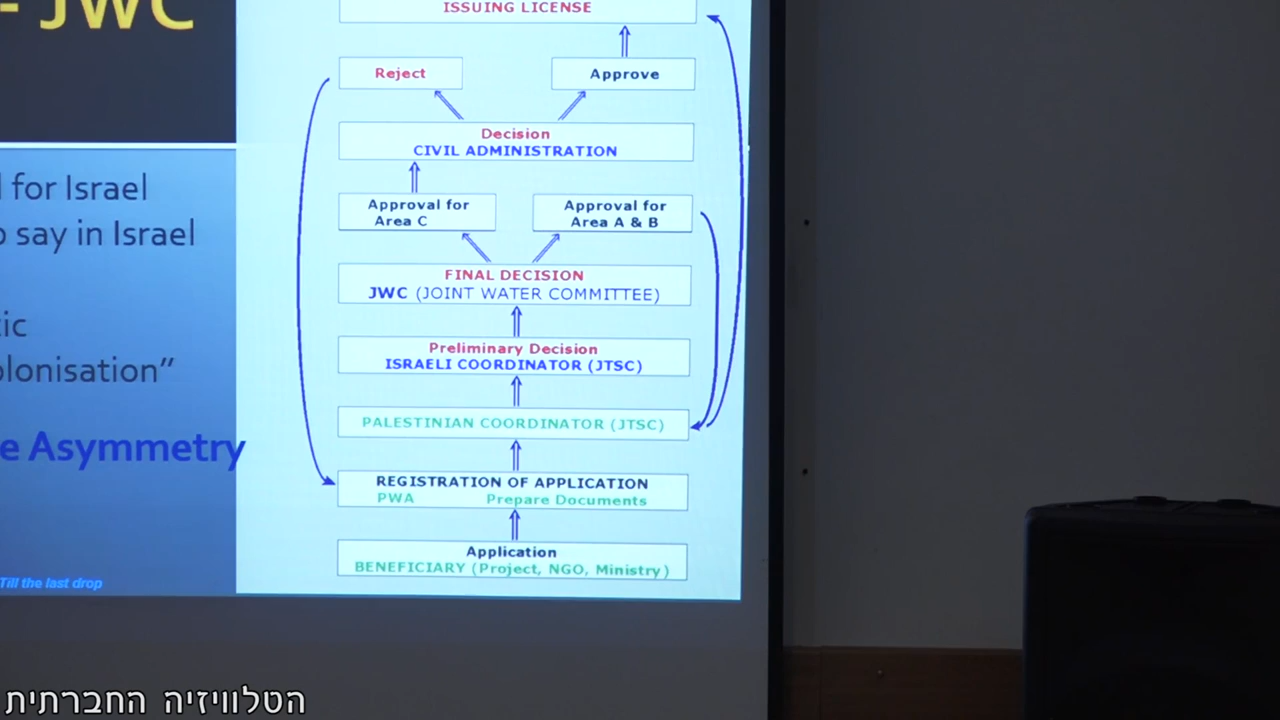 - JWC
for Israel
say in Israel
Asymmetry
Till the last drop
ISSUING LICENSE
Reject
Approve
Decision
CIVIL ADMINISTRATION
Approval for
Area C
Approval for
Area A & B
FINAL DECISION
JWC (JOINT WATER COMMITTEE)
Preliminary Decision
ISRAELI COORDINATOR (JTSC)
PALESTINIAN COORDINATOR (JTSC)
REGISTRATION OF APPLICATION
PWA Prepare Documents
Application
BENEFICIARY (Project, NGO, Ministry)
הטלוויזיה החברתית